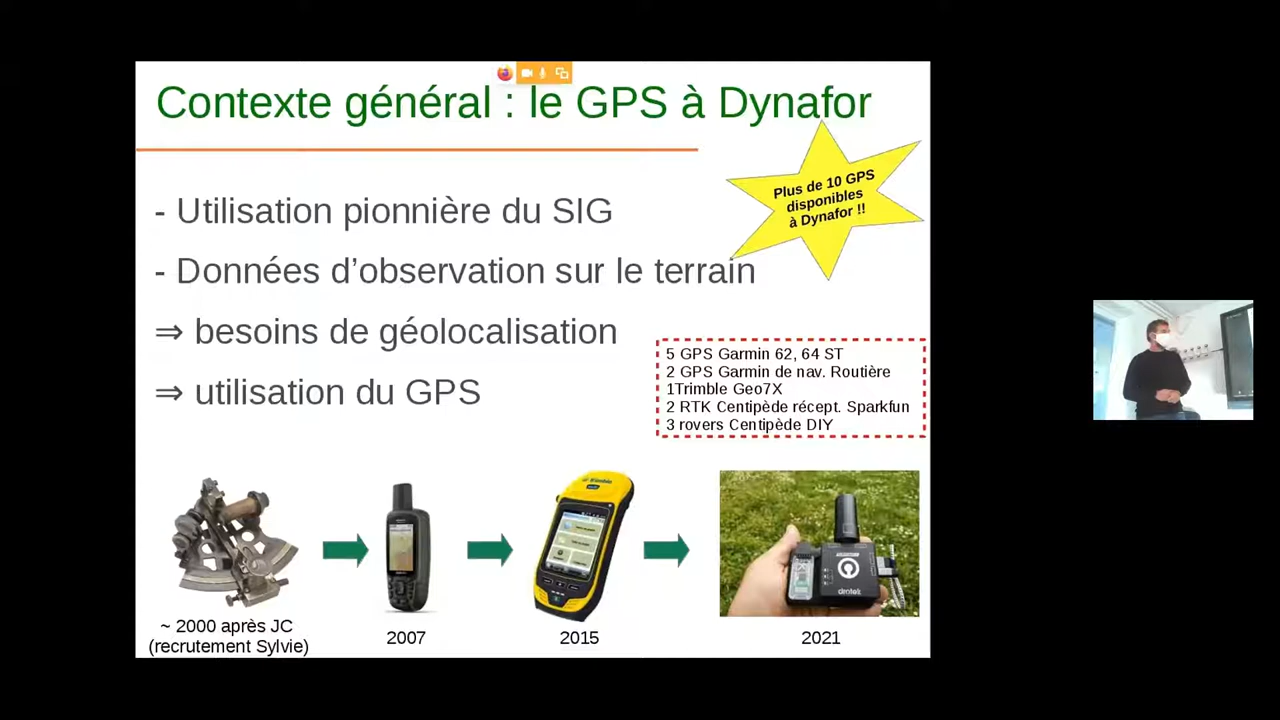 Contexte général : le GPS à Dynafor
Plus de 10 GPS
disponibles
à Dynafor !!
- Utilisation pionnière du SIG
- Données d’observation sur le terrain
⇒ besoins de géolocalisation
⇒ utilisation du GPS
5 GPS Garmin 62, 64 ST
2 GPS Garmin de nav. Routière
1Trimble Geo7X
2 RTK Centipède récept. Sparkfun
3 rovers Centipède DIY
drotek
~ 2000 après JC
(recrutement Sylvie)
2007
2015
2021